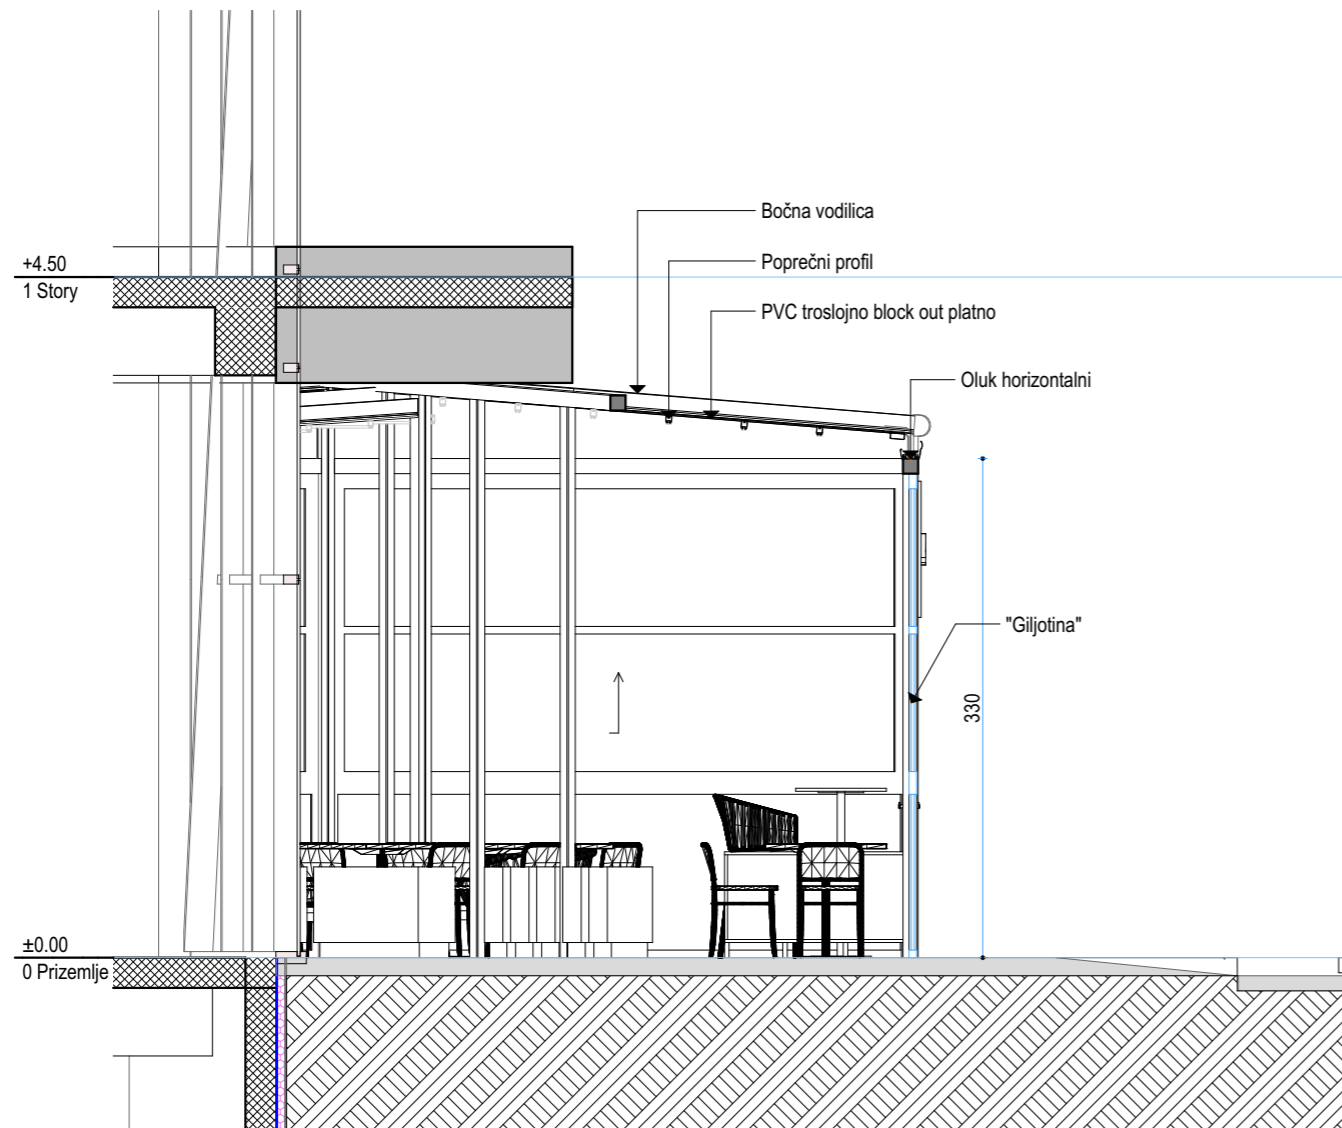 Bočna vodilica
+4.50
1 Story
Poprečni profil
PVC troslojno block out platno
Oluk horizontalni
"Giljotina"
330
±0.00
0 Prizemlje